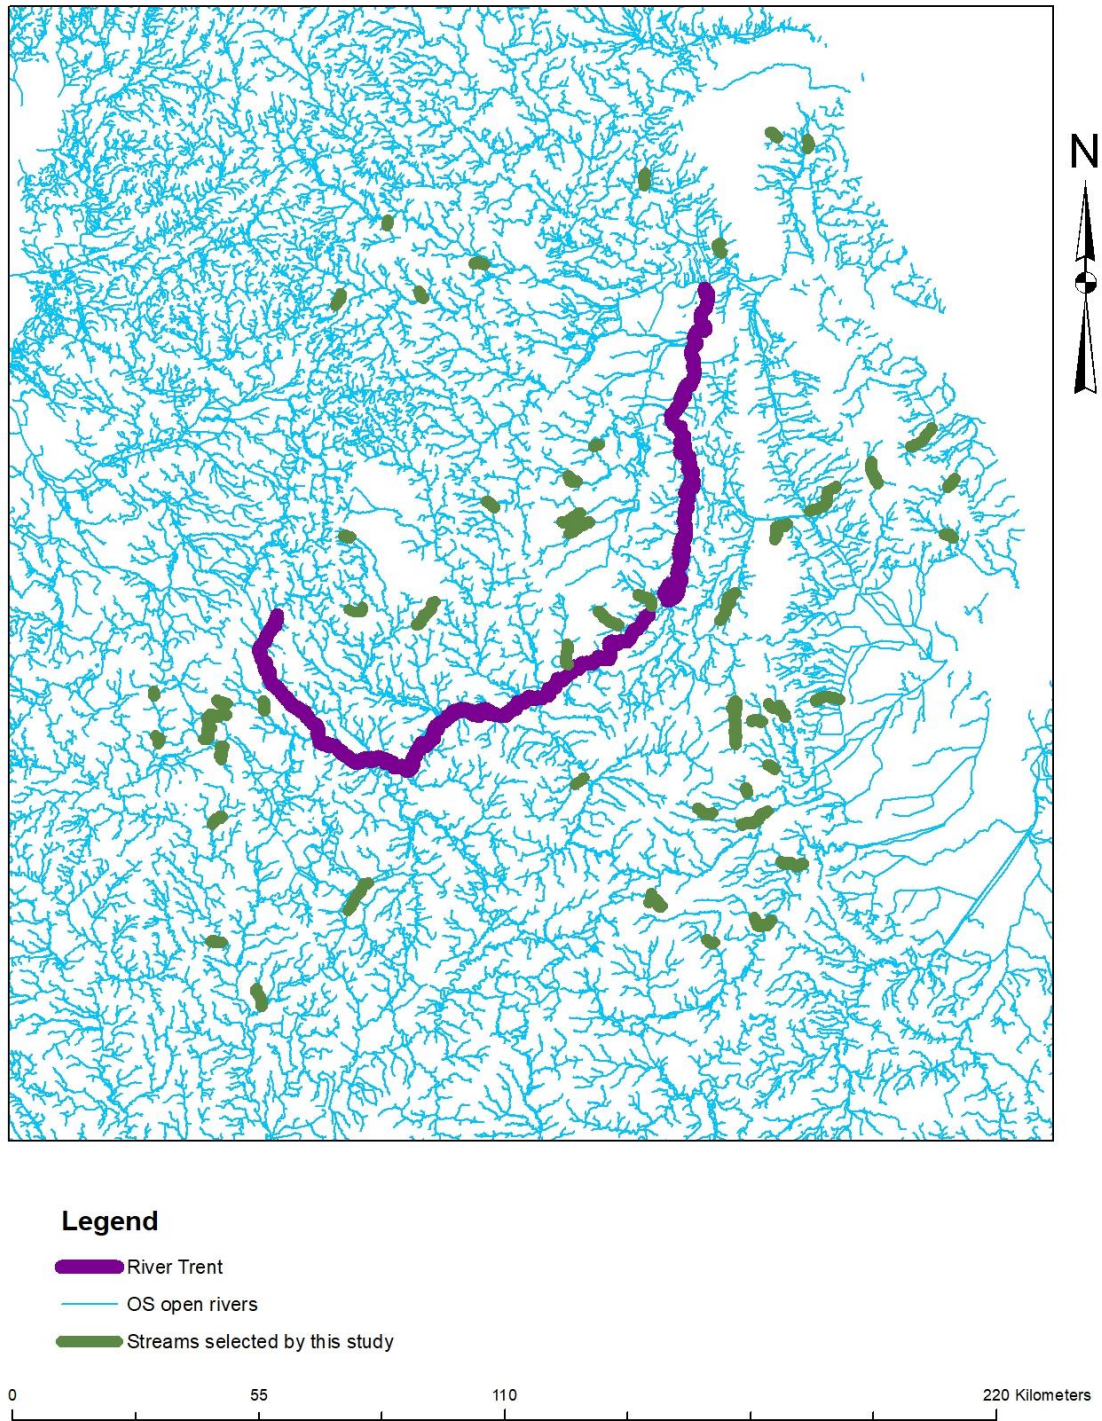 N
Legend
River Trent
OS open rivers
Streams selected by this study
0 55 110 220 Kilometers